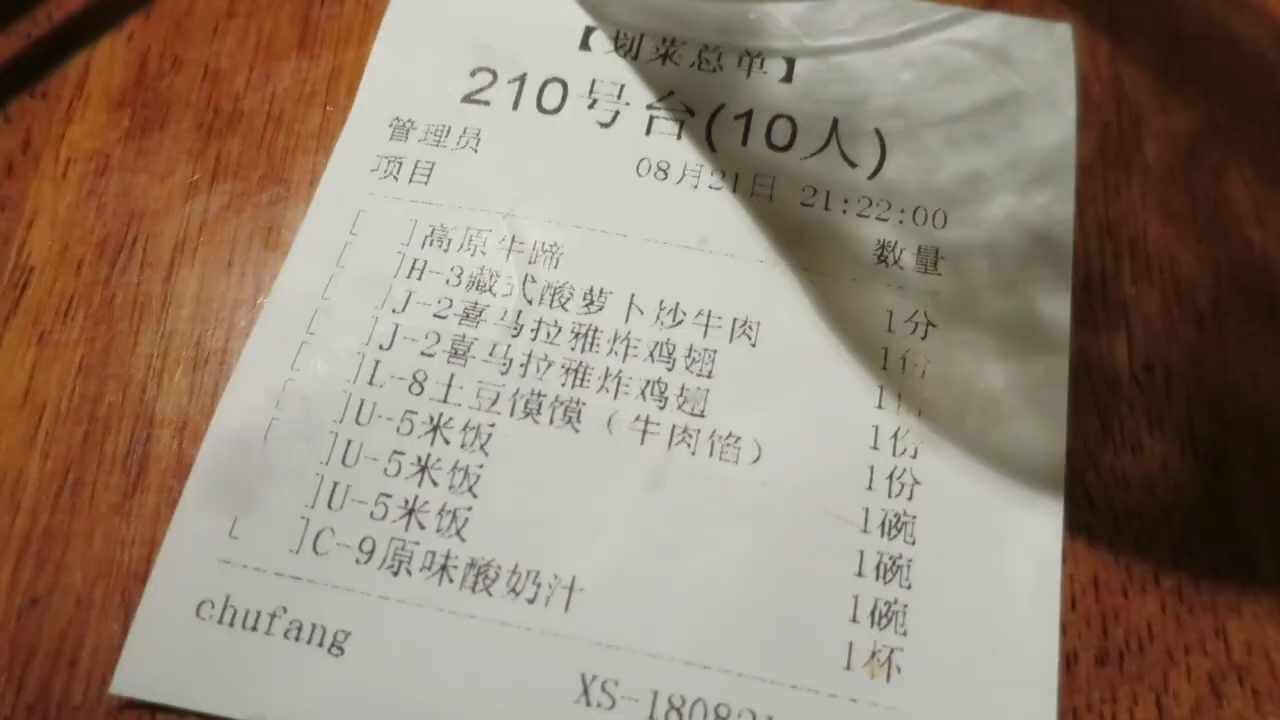 【划菜总单】
210号台(10人)
管理员 08月21日 21:22:00
项目 数量
[ ]高原牛蹄 1分
[ ]H-3藏式酸萝卜炒牛肉 1份
[ ]J-2喜马拉雅炸鸡翅 1
[ ]J-2喜马拉雅炸鸡翅 1份
[ ]L-8土豆馍馍（牛肉馅） 1份
[ ]U-5米饭 1碗
[ ]U-5米饭 1碗
]U-5米饭 1碗
[ ]C-9原味酸奶汁 1杯
chufang
XS-180821